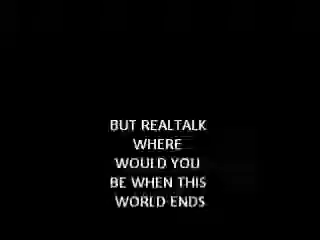 BUT REALTALK
WHERE
WOULD YOU
BE WHEN THIS
WORLD ENDS